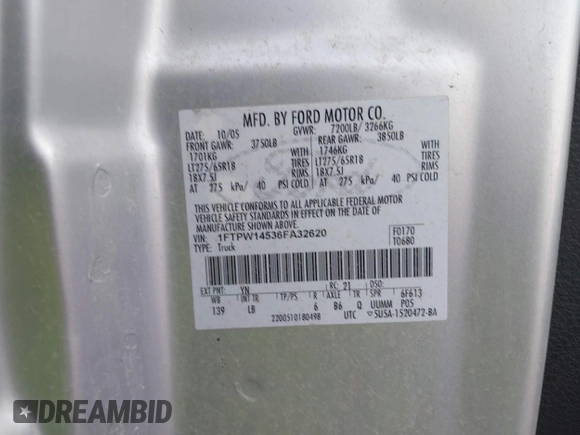 MFD. BY FORD MOTOR CO.
DATE: 10/05 GVWR: 7200LB/ 3266KG
FRONT GAWR: 3750LB REAR GAWR: 3850LB
1701KG WITH 1746KG WITH
LT275/65R18 TIRES LT275/65R18 TIRES
18X7.5J RIMS 18X7.5J RIMS
AT 275 kPa/ 40 PSI COLD AT 275 kPa/ 40 PSI COLD
THIS VEHICLE CONFORMS TO ALL APPLICABLE FEDERAL MOTOR
VEHICLE SAFETY AND THEFT PREVENTION STANDARDS IN EFFECT
ON THE DATE OF MANUFACTURE SHOWN ABOVE.
VIN: 1FTPW14536FA32620 F0170
TYPE: Truck T0680
EXT PNT: YN RC: 21 DSO:
WB INT TR TP/PS R AXLE TR SPR 6F613
139 LB 6 B6 Q UUMM P05
2200510180498 UTC 5U5A-1520472-BA
DREAMBID